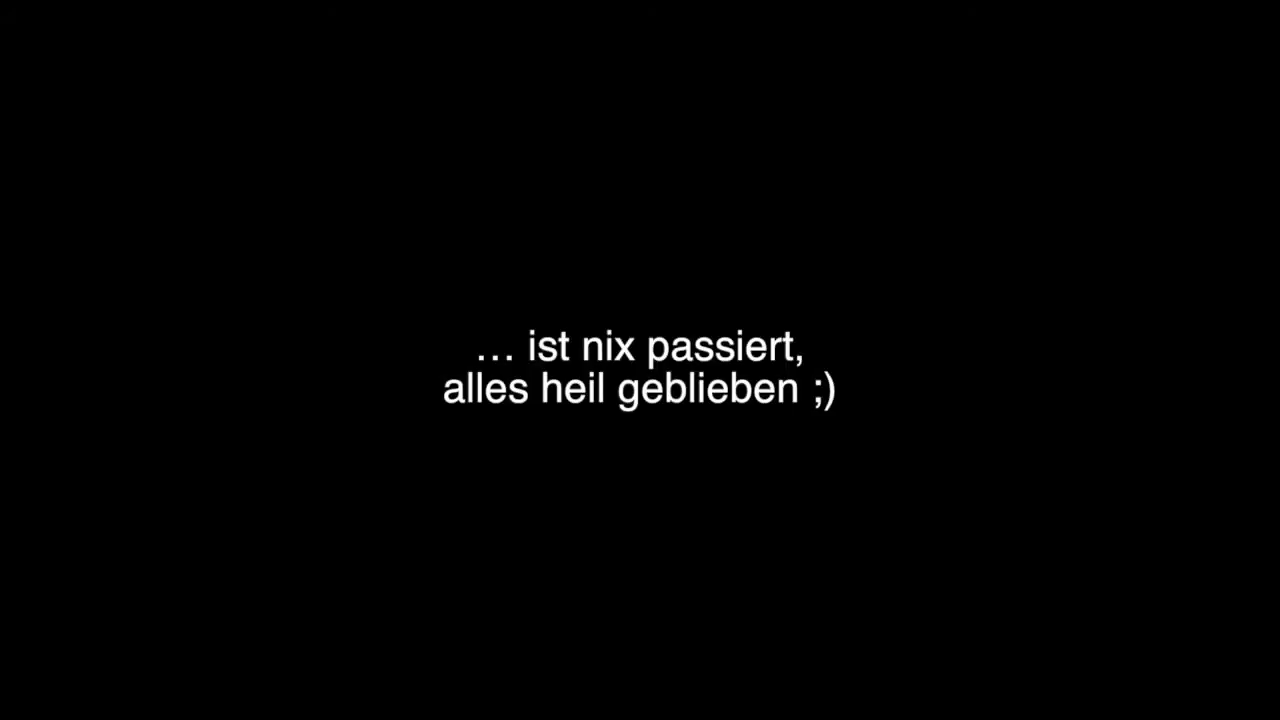 … ist nix passiert,
alles heil geblieben ;)